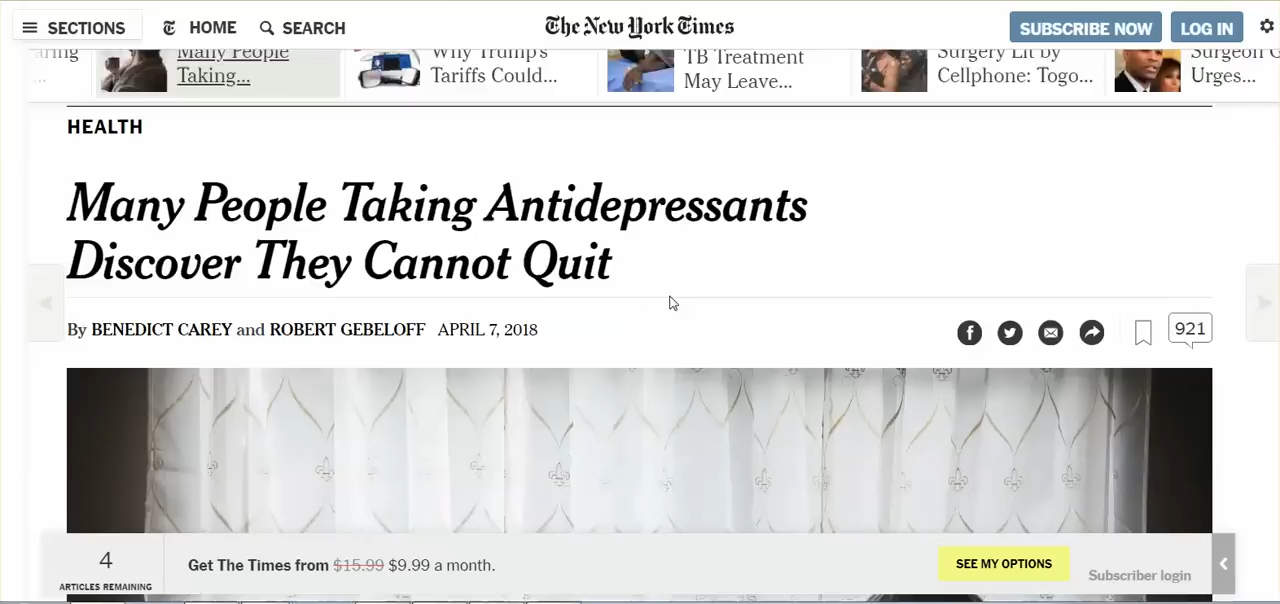 SECTIONS HOME SEARCH The New York Times SUBSCRIBE NOW LOG IN
aring
...
Many People
Taking...
Why Trump's
Tariffs Could...
TB Treatment
May Leave...
Surgery Lit by
Cellphone: Togo...
Surgeon G
Urges...
HEALTH
Many People Taking Antidepressants
Discover They Cannot Quit
By BENEDICT CAREY and ROBERT GEBELOFF APRIL 7, 2018
921
4
ARTICLES REMAINING
Get The Times from $15.99 $9.99 a month.
SEE MY OPTIONS
Subscriber login